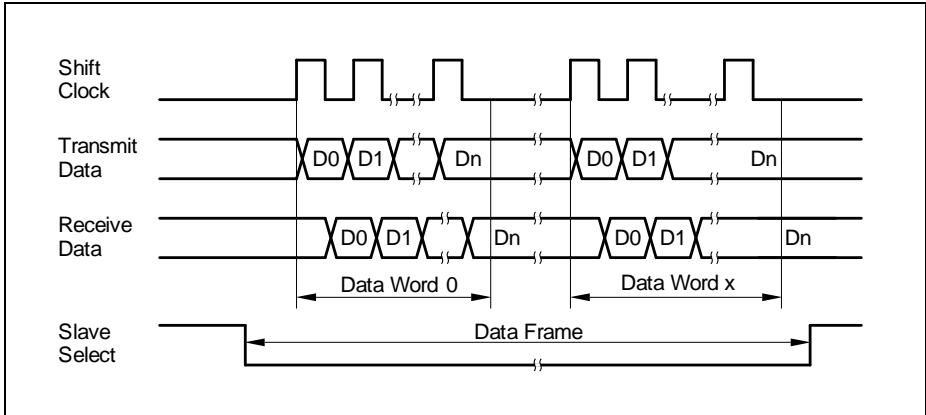 Shift
Clock
Transmit
Data
D0 D1 Dn D0 D1 Dn
Receive
Data
D0 D1 Dn D0 D1 Dn
Data Word 0 Data Word x
Slave
Select
Data Frame